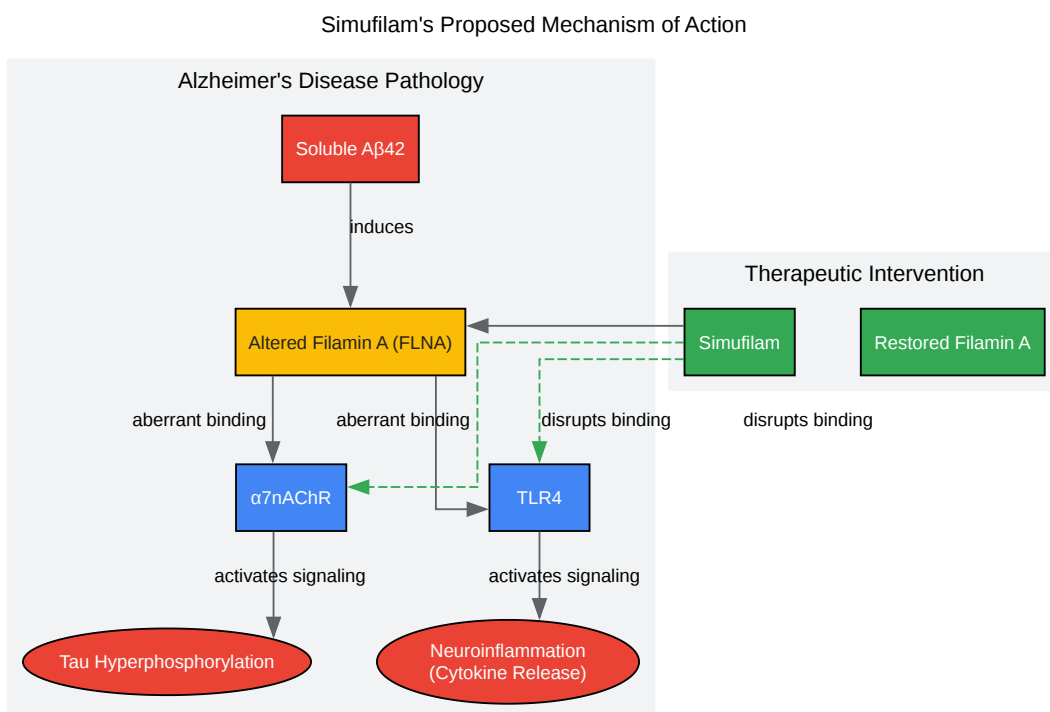 Simufilam's Proposed Mechanism of Action
Alzheimer's Disease Pathology
Soluble Aβ42
induces
Therapeutic Intervention
Altered Filamin A (FLNA)
Simufilam
Restored Filamin A
aberrant binding
aberrant binding
disrupts binding
disrupts binding
α7nAChR
TLR4
activates signaling
activates signaling
Tau Hyperphosphorylation
Neuroinflammation
(Cytokine Release)